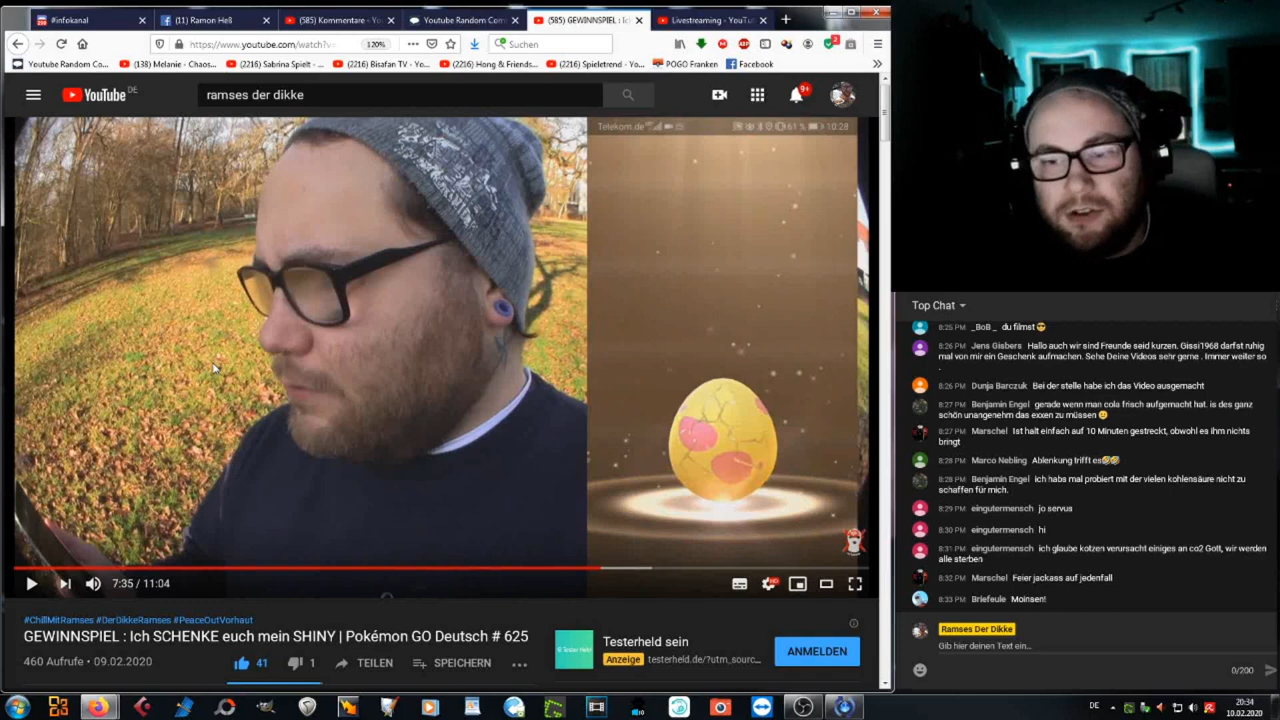 #infokanal
(11) Ramon Heß
(585) Kommentare - YouTu
Youtube Random Com
(585) GEWINNSPIEL : Ich
Livestreaming - YouTub
https://www.youtube.com/watch?v
120%
Suchen
2
Youtube Random Co...
(138) Melanie - Chaos...
(2216) Sabrina Spielt - ...
(2216) Bisafan TV - Yo...
(2216) Hong & Friends...
(2216) Spieletrend - Yo...
POGO Franken
Facebook
YouTube DE
ramses der dikke
9+
Telekom.de
61 %
10:28
7:35 / 11:04
HD
#ChillMitRamses #DerDikkeRamses #PeaceOutVorhaut
GEWINNSPIEL : Ich SCHENKE euch mein SHINY | Pokémon GO Deutsch # 625
460 Aufrufe • 09.02.2020
41
1
TEILEN
SPEICHERN
Tester Held
Testerheld sein
Anzeige testerheld.de/?utm_sourc...
ANMELDEN
Top Chat
8:25 PM _BoB_ du filmst
8:26 PM Jens Gisbers Hallo auch wir sind Freunde seid kurzen. Gissi1968 darfst ruhig
mal von mir ein Geschenk aufmachen. Sehe Deine Videos sehr gerne . Immer weiter so
.
8:26 PM Dunja Barczuk Bei der stelle habe ich das Video ausgemacht
8:27 PM Benjamin Engel gerade wenn man cola frisch aufgemacht hat. is des ganz
schön unangenehm das exxen zu müssen
8:27 PM Marschel Ist halt einfach auf 10 Minuten gestreckt, obwohl es ihm nichts
bringt
8:28 PM Marco Nebling Ablenkung trifft es
8:28 PM Benjamin Engel ich habs mal probiert mit der vielen kohlensäure nicht zu
schaffen für mich.
8:29 PM eingutermensch jo servus
8:30 PM eingutermensch hi
8:31 PM eingutermensch ich glaube kotzen verursacht einiges an co2 Gott, wir werden
alle sterben
8:32 PM Marschel Feier jackass auf jedenfall
8:33 PM Briefeule Moinsen!
Ramses Der Dikke
Gib hier deinen Text ein...
0/200
DE
20:34
10.02.2020